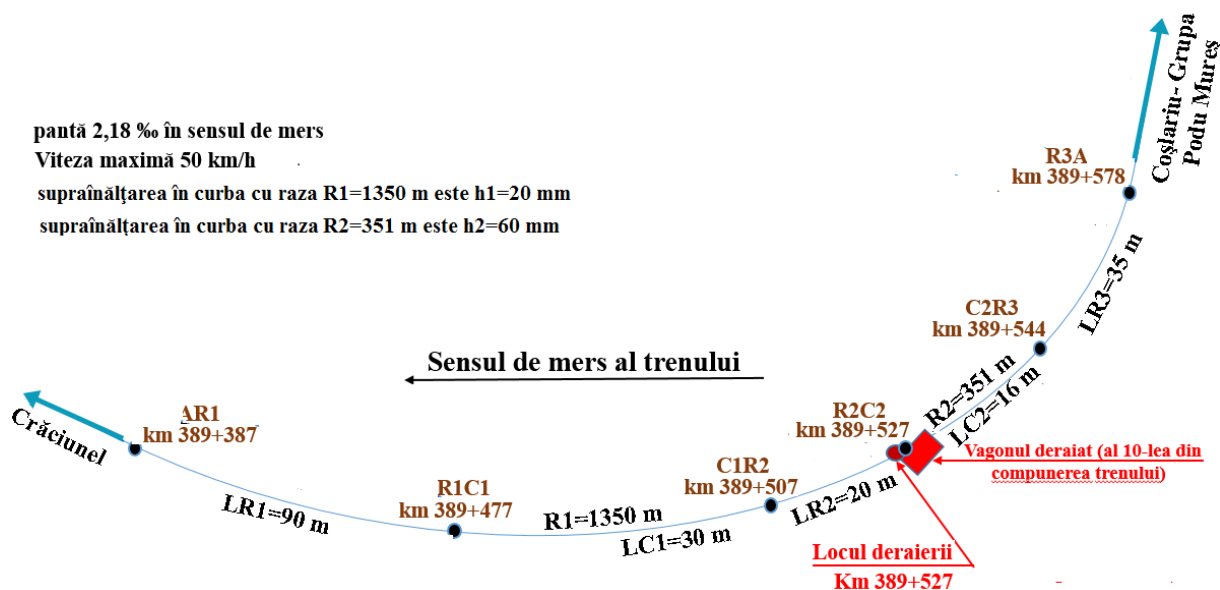 pantă 2,18 ‰ în sensul de mers
Viteza maximă 50 km/h
supraînălţarea în curba cu raza R1=1350 m este h1=20 mm
supraînălţarea în curba cu raza R2=351 m este h2=60 mm
Coşlariu- Grupa
Podu Mureş
R3A
km 389+578
LR3=35 m
C2R3
km 389+544
Sensul de mers al trenului
R2=351 m
LC2=16 m
R2C2
km 389+527
AR1
km 389+387
Crăciunel
Vagonul deraiat (al 10-lea din
compunerea trenului)
C1R2
km 389+507
LR2=20 m
R1C1
km 389+477
LR1=90 m
R1=1350 m
LC1=30 m
Locul deraierii
Km 389+527